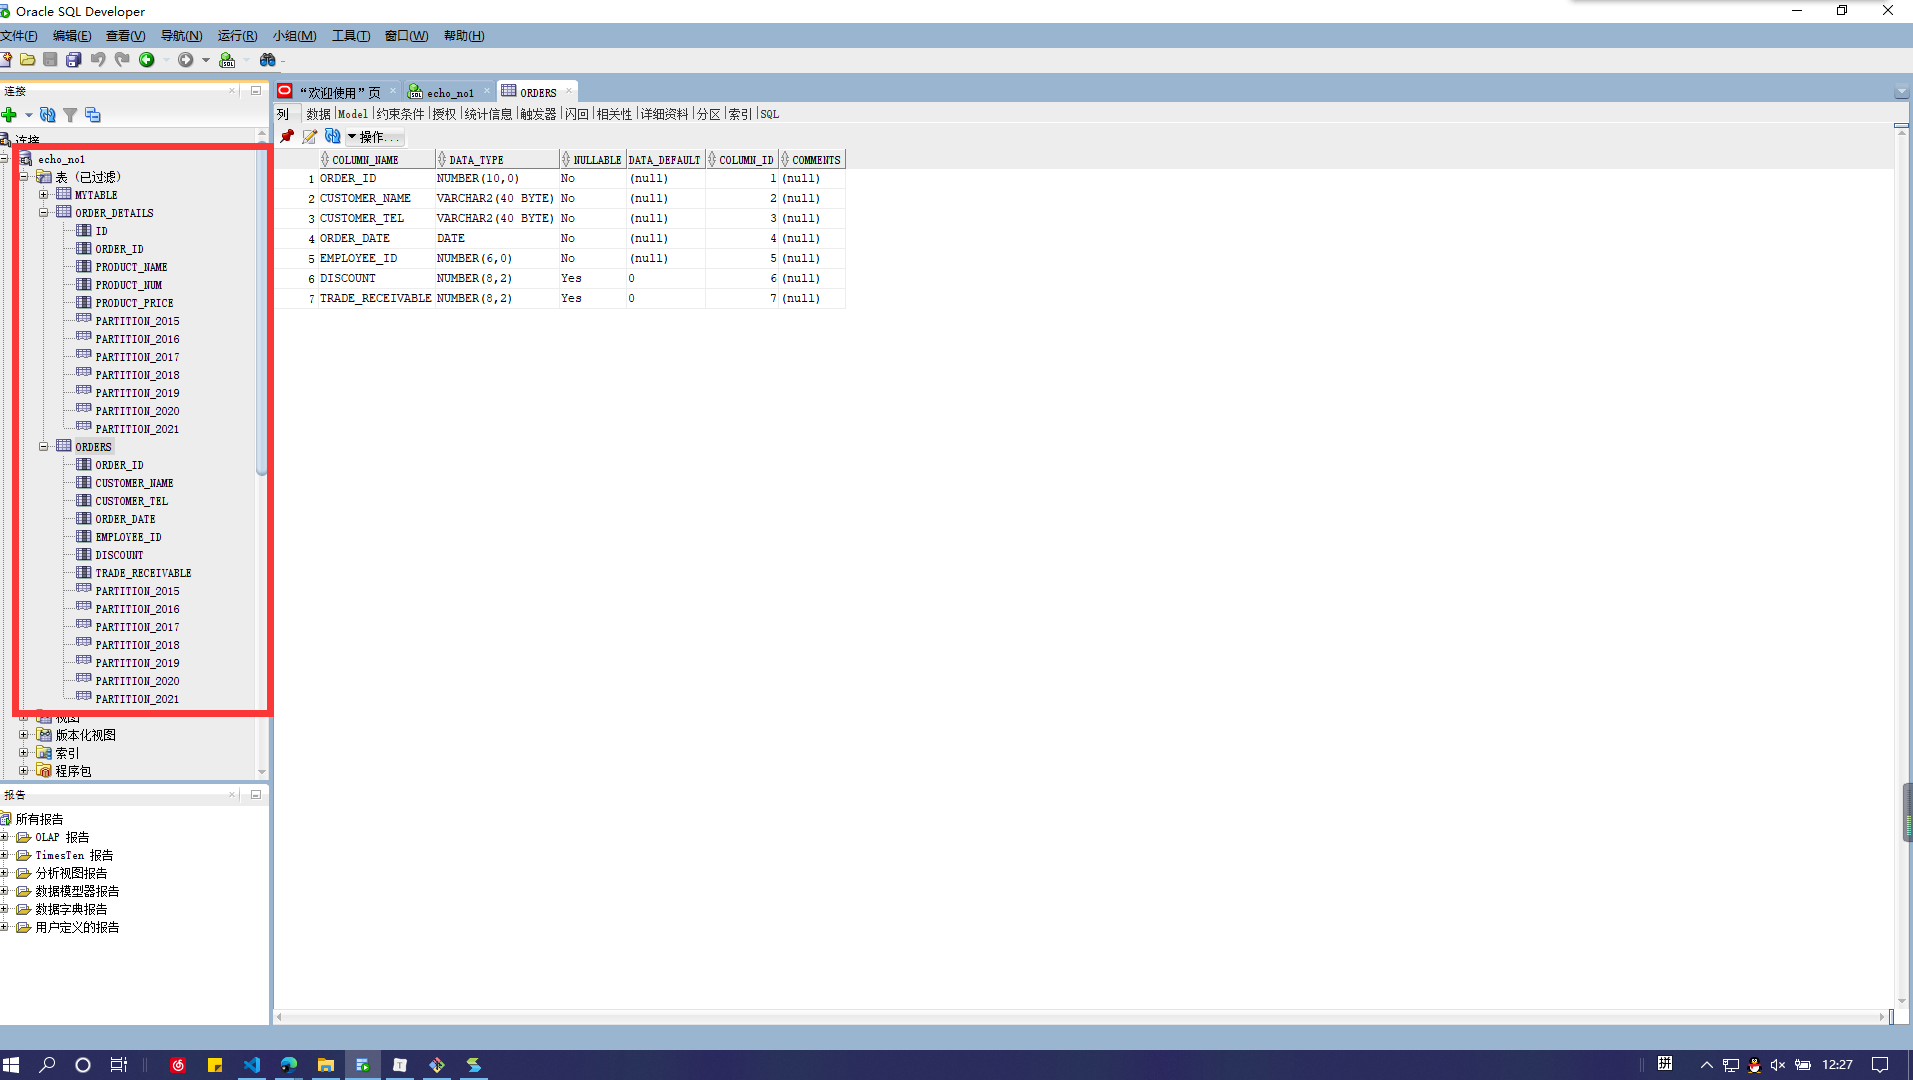 Oracle SQL Developer
文件(F) 编辑(E) 查看(V) 导航(N) 运行(R) 小组(M) 工具(T) 窗口(W) 帮助(H)
连接
连接
echo_no1
表 (已过滤)
MYTABLE
ORDER_DETAILS
ID
ORDER_ID
PRODUCT_NAME
PRODUCT_NUM
PRODUCT_PRICE
PARTITION_2015
PARTITION_2016
PARTITION_2017
PARTITION_2018
PARTITION_2019
PARTITION_2020
PARTITION_2021
ORDERS
ORDER_ID
CUSTOMER_NAME
CUSTOMER_TEL
ORDER_DATE
EMPLOYEE_ID
DISCOUNT
TRADE_RECEIVABLE
PARTITION_2015
PARTITION_2016
PARTITION_2017
PARTITION_2018
PARTITION_2019
PARTITION_2020
PARTITION_2021
视图
版本化视图
索引
程序包
报告
所有报告
OLAP 报告
TimesTen 报告
分析视图报告
数据模型器报告
数据字典报告
用户定义的报告
“欢迎使用”页 echo_no1 ORDERS
列 数据 Model 约束条件 授权 统计信息 触发器 闪回 相关性 详细资料 分区 索引 SQL
操作...
COLUMN_NAME DATA_TYPE NULLABLE DATA_DEFAULT COLUMN_ID COMMENTS
1 ORDER_ID NUMBER(10,0) No (null) 1 (null)
2 CUSTOMER_NAME VARCHAR2(40 BYTE) No (null) 2 (null)
3 CUSTOMER_TEL VARCHAR2(40 BYTE) No (null) 3 (null)
4 ORDER_DATE DATE No (null) 4 (null)
5 EMPLOYEE_ID NUMBER(6,0) No (null) 5 (null)
6 DISCOUNT NUMBER(8,2) Yes 0 6 (null)
7 TRADE_RECEIVABLE NUMBER(8,2) Yes 0 7 (null)
拼 12:27